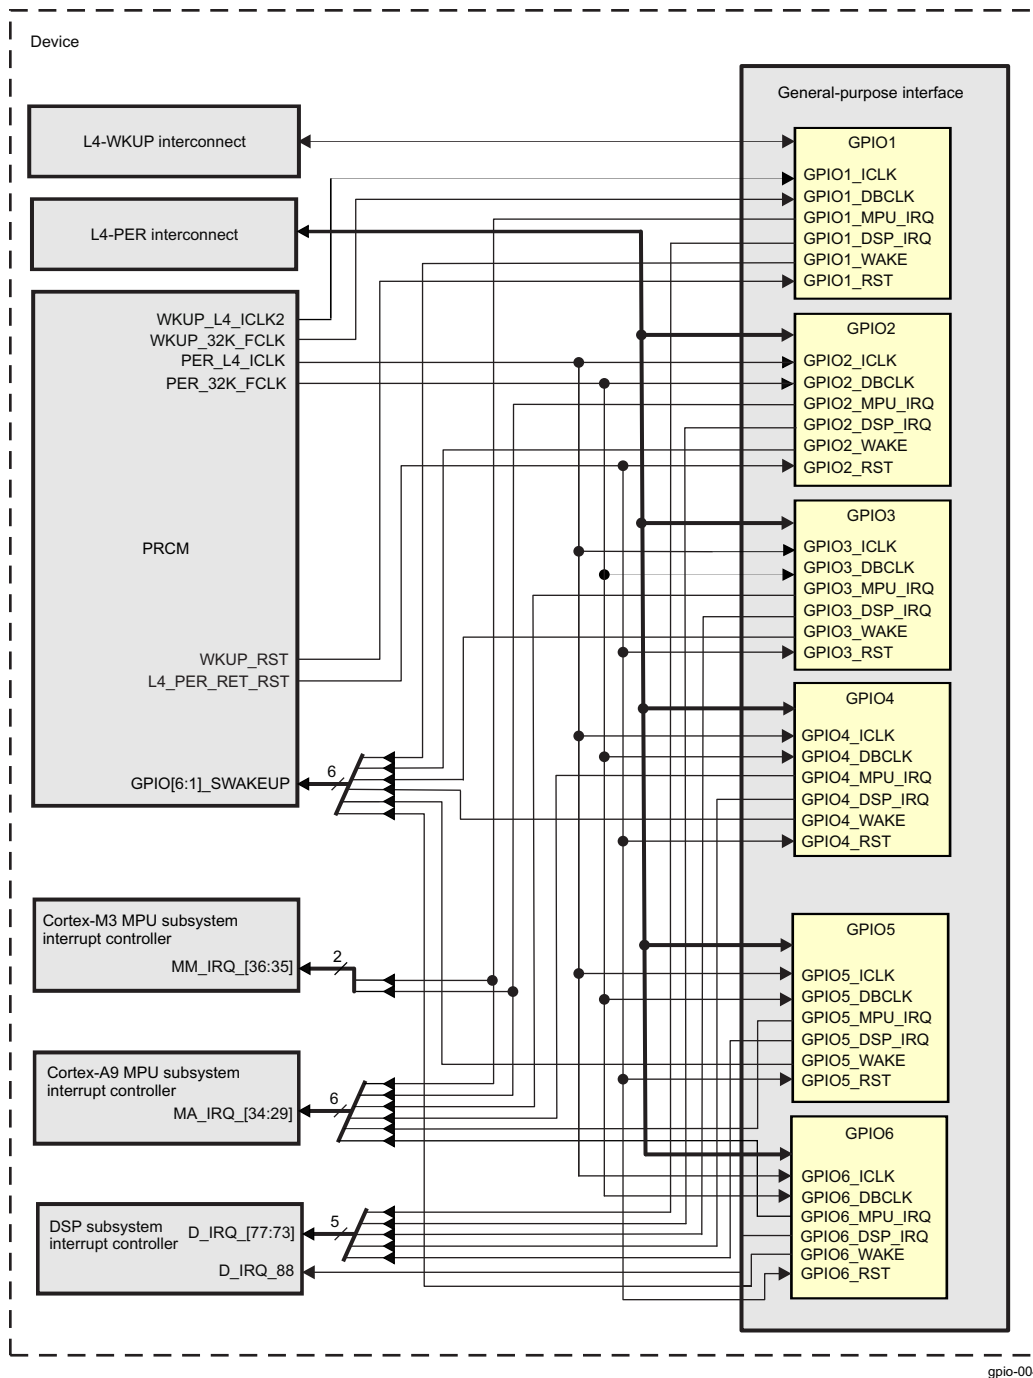 Device
General-purpose interface
L4-WKUP interconnect
L4-PER interconnect
WKUP_L4_ICLK2
WKUP_32K_FCLK
PER_L4_ICLK
PER_32K_FCLK
PRCM
WKUP_RST
L4_PER_RET_RST
GPIO[6:1]_SWAKEUP
6
Cortex-M3 MPU subsystem
interrupt controller
MM_IRQ_[36:35]
2
Cortex-A9 MPU subsystem
interrupt controller
MA_IRQ_[34:29]
6
DSP subsystem
interrupt controller
D_IRQ_[77:73]
5
D_IRQ_88
GPIO1
GPIO1_ICLK
GPIO1_DBCLK
GPIO1_MPU_IRQ
GPIO1_DSP_IRQ
GPIO1_WAKE
GPIO1_RST
GPIO2
GPIO2_ICLK
GPIO2_DBCLK
GPIO2_MPU_IRQ
GPIO2_DSP_IRQ
GPIO2_WAKE
GPIO2_RST
GPIO3
GPIO3_ICLK
GPIO3_DBCLK
GPIO3_MPU_IRQ
GPIO3_DSP_IRQ
GPIO3_WAKE
GPIO3_RST
GPIO4
GPIO4_ICLK
GPIO4_DBCLK
GPIO4_MPU_IRQ
GPIO4_DSP_IRQ
GPIO4_WAKE
GPIO4_RST
GPIO5
GPIO5_ICLK
GPIO5_DBCLK
GPIO5_MPU_IRQ
GPIO5_DSP_IRQ
GPIO5_WAKE
GPIO5_RST
GPIO6
GPIO6_ICLK
GPIO6_DBCLK
GPIO6_MPU_IRQ
GPIO6_DSP_IRQ
GPIO6_WAKE
GPIO6_RST
gpio-00